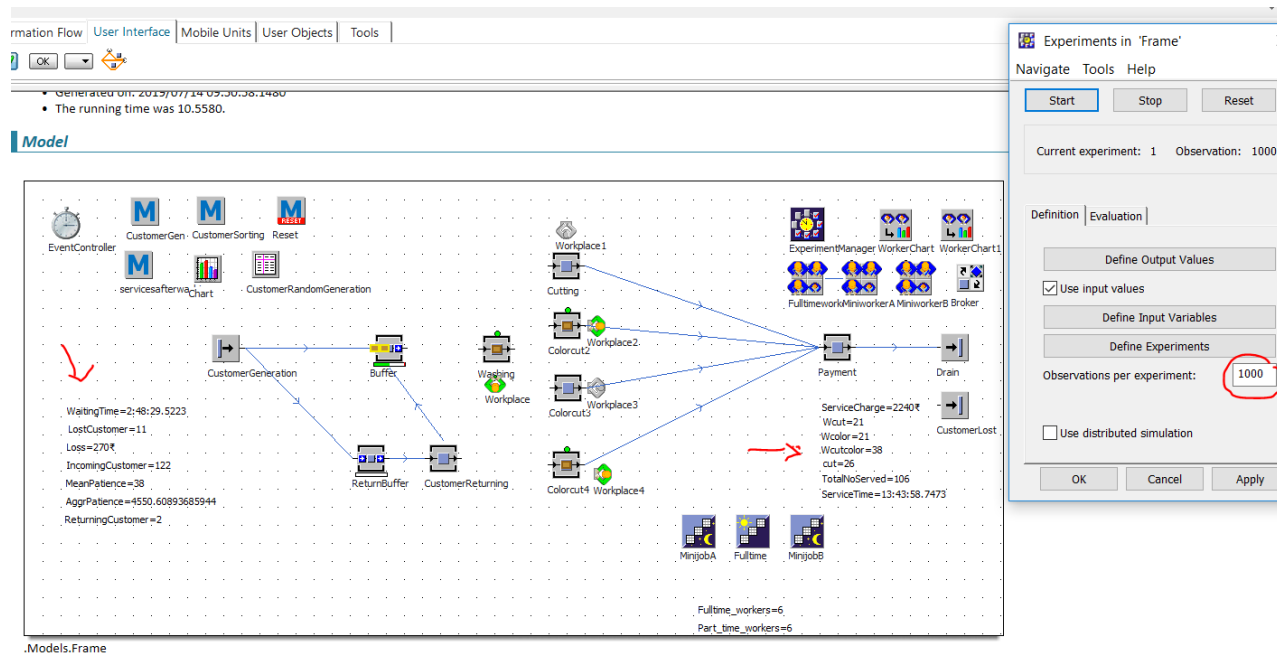 rmation Flow User Interface Mobile Units User Objects Tools
OK
Generated on: 2019/07/14 09:50:58.1480
• The running time was 10.5580.
Model
EventController
CustomerGen CustomerSorting Reset
M M M
RESET
M
servicesafterwa Chart CustomerRandomGeneration
Workplace1
Cutting
ExperimentManager WorkerChart WorkerChart1
Fulltimework MiniworkerA MiniworkerB Broker
CustomerGeneration
Buffer
Washing
Workplace
Colorcut2
Workplace2
Colorcut3
Workplace3
Payment
Drain
CustomerLost
WaitingTime=2:48:29.5223
LostCustomer=11
Loss=270₹
IncomingCustomer=122
MeanPatience=38
AggrPatience=4550.60893685944
ReturningCustomer=2
ReturnBuffer
CustomerReturning
Colorcut4 Workplace4
ServiceCharge=2240₹
Wcut=21
Wcolor=21
Wcutcolor=38
cut=26
TotalNoServed=106
ServiceTime=13:43:58.7473
MinijobA Fulltime MinijobB
Fulltime_workers=6
Part_time_workers=6
.Models.Frame
Experiments in 'Frame'
Navigate Tools Help
Start Stop Reset
Current experiment: 1 Observation: 1000
Definition Evaluation
Define Output Values
Use input values
Define Input Variables
Define Experiments
Observations per experiment: 1000
Use distributed simulation
OK Cancel Apply